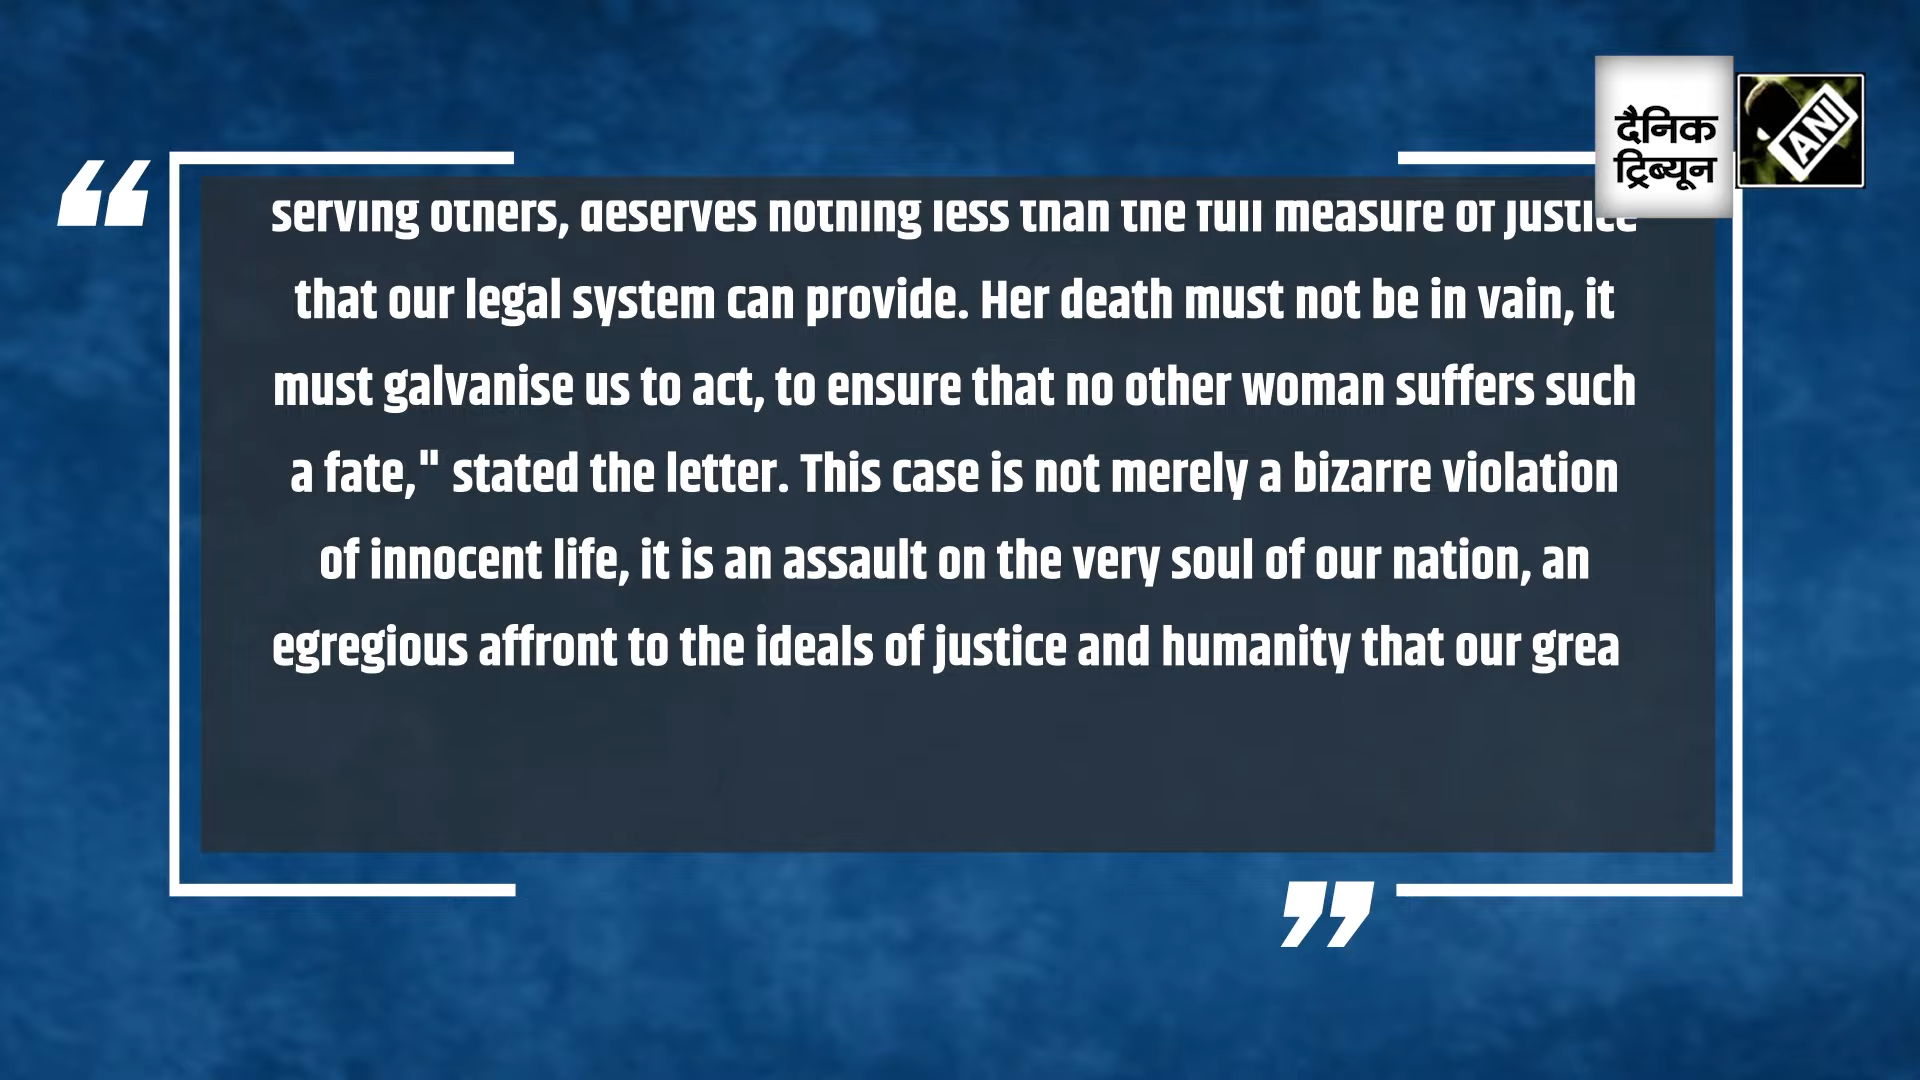 दैनिक
ट्रिब्यून
ANI
serving others, deserves nothing less than the full measure of justice
that our legal system can provide. Her death must not be in vain, it
must galvanise us to act, to ensure that no other woman suffers such
a fate," stated the letter. This case is not merely a bizarre violation
of innocent life, it is an assault on the very soul of our nation, an
egregious affront to the ideals of justice and humanity that our grea